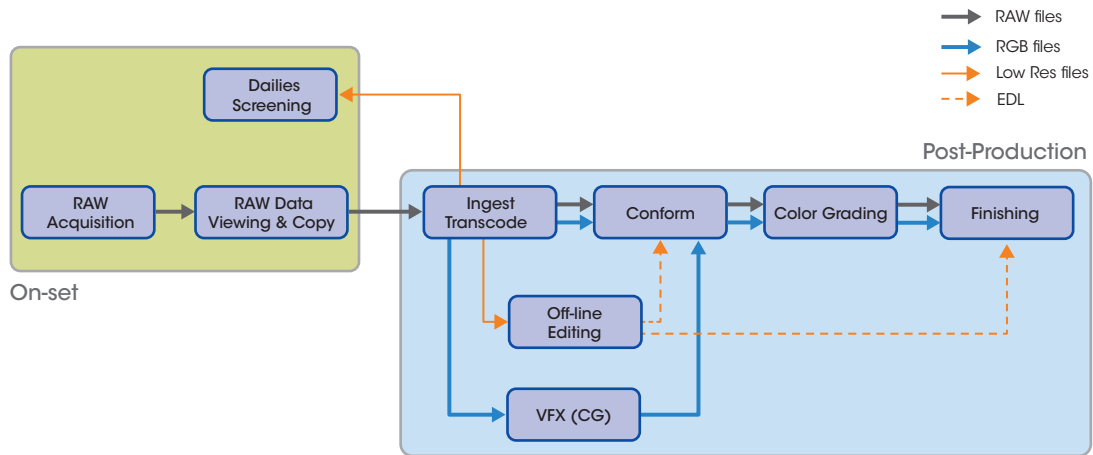 RAW files
RGB files
Low Res files
EDL
Dailies
Screening
RAW
Acquisition
RAW Data
Viewing & Copy
On-set
Post-Production
Ingest
Transcode
Conform
Color Grading
Finishing
Off-line
Editing
VFX (CG)